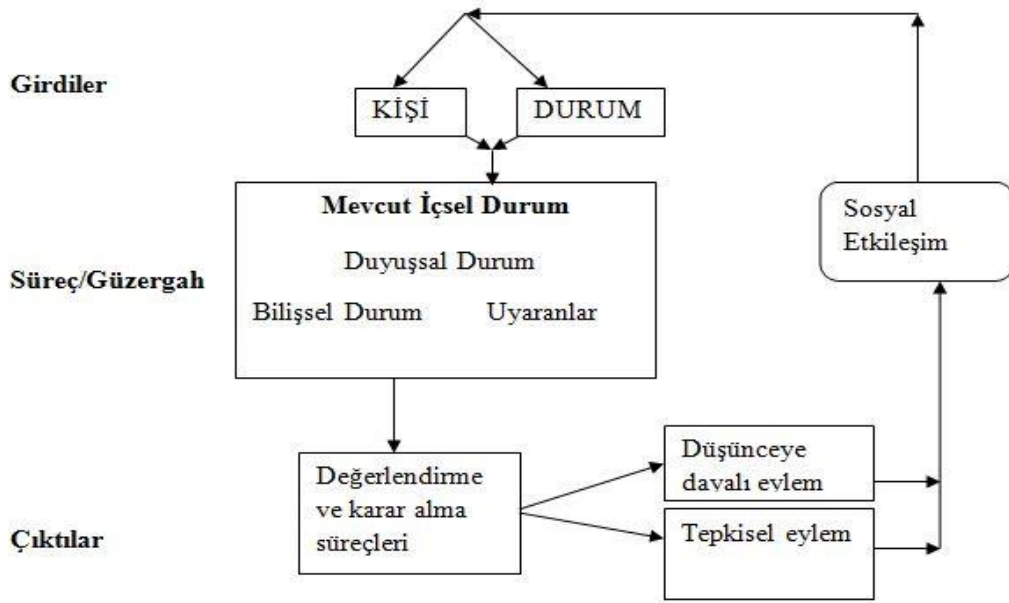 Girdiler
KİŞİ
DURUM
Mevcut İçsel Durum
Duyuşsal Durum
Bilişsel Durum
Uyaranlar
Süreç/Güzergah
Sosyal
Etkileşim
Değerlendirme
ve karar alma
süreçleri
Düşünceye
davalı evlem
Tepkisel eylem
Çıktılar